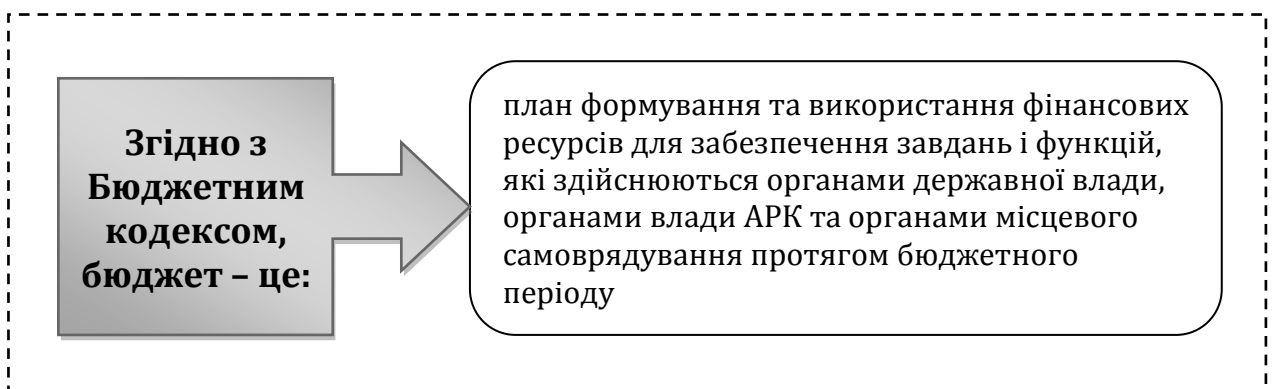 Згідно з
Бюджетним
кодексом,
бюджет – це:
план формування та використання фінансових
ресурсів для забезпечення завдань і функцій,
які здійснюються органами державної влади,
органами влади АРК та органами місцевого
самоврядування протягом бюджетного
періоду